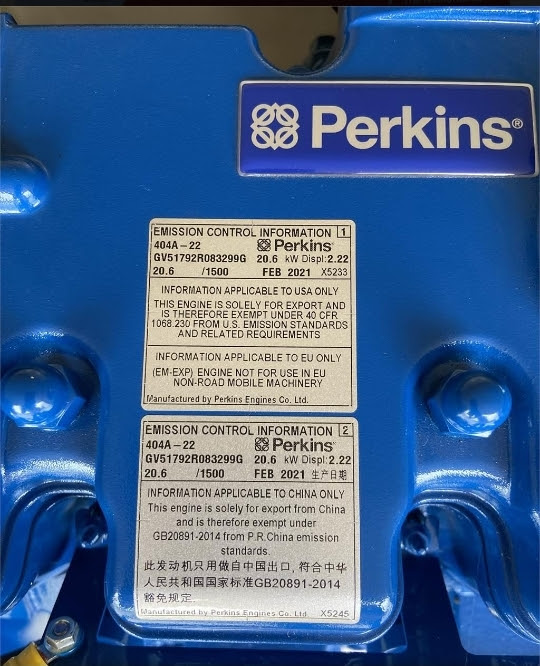 Perkins®
EMISSION CONTROL INFORMATION 1
404A-22 Perkins
GV51792R083299G 20.6 kW Displ: 2.22
20.6 /1500 FEB 2021 X5233
INFORMATION APPLICABLE TO USA ONLY
THIS ENGINE IS SOLELY FOR EXPORT AND
IS THEREFORE EXEMPT UNDER 40 CFR
1068.230 FROM U.S. EMISSION STANDARDS
AND RELATED REQUIREMENTS
INFORMATION APPLICABLE TO EU ONLY
(EM-EXP) ENGINE NOT FOR USE IN EU
NON-ROAD MOBILE MACHINERY
Manufactured by Perkins Engines Co. Ltd.
EMISSION CONTROL INFORMATION 2
404A-22 Perkins
GV51792R083299G 20.6 kW Displ: 2.22
20.6 /1500 FEB 2021 生产日期
INFORMATION APPLICABLE TO CHINA ONLY
This engine is solely for export from China
and is therefore exempt under
GB20891-2014 from P.R.China emission
standards.
此发动机只用做自中国出口, 符合中华
人民共和国国家标准GB20891-2014
豁免规定
Manufactured by Perkins Engines Co. Ltd. X5245